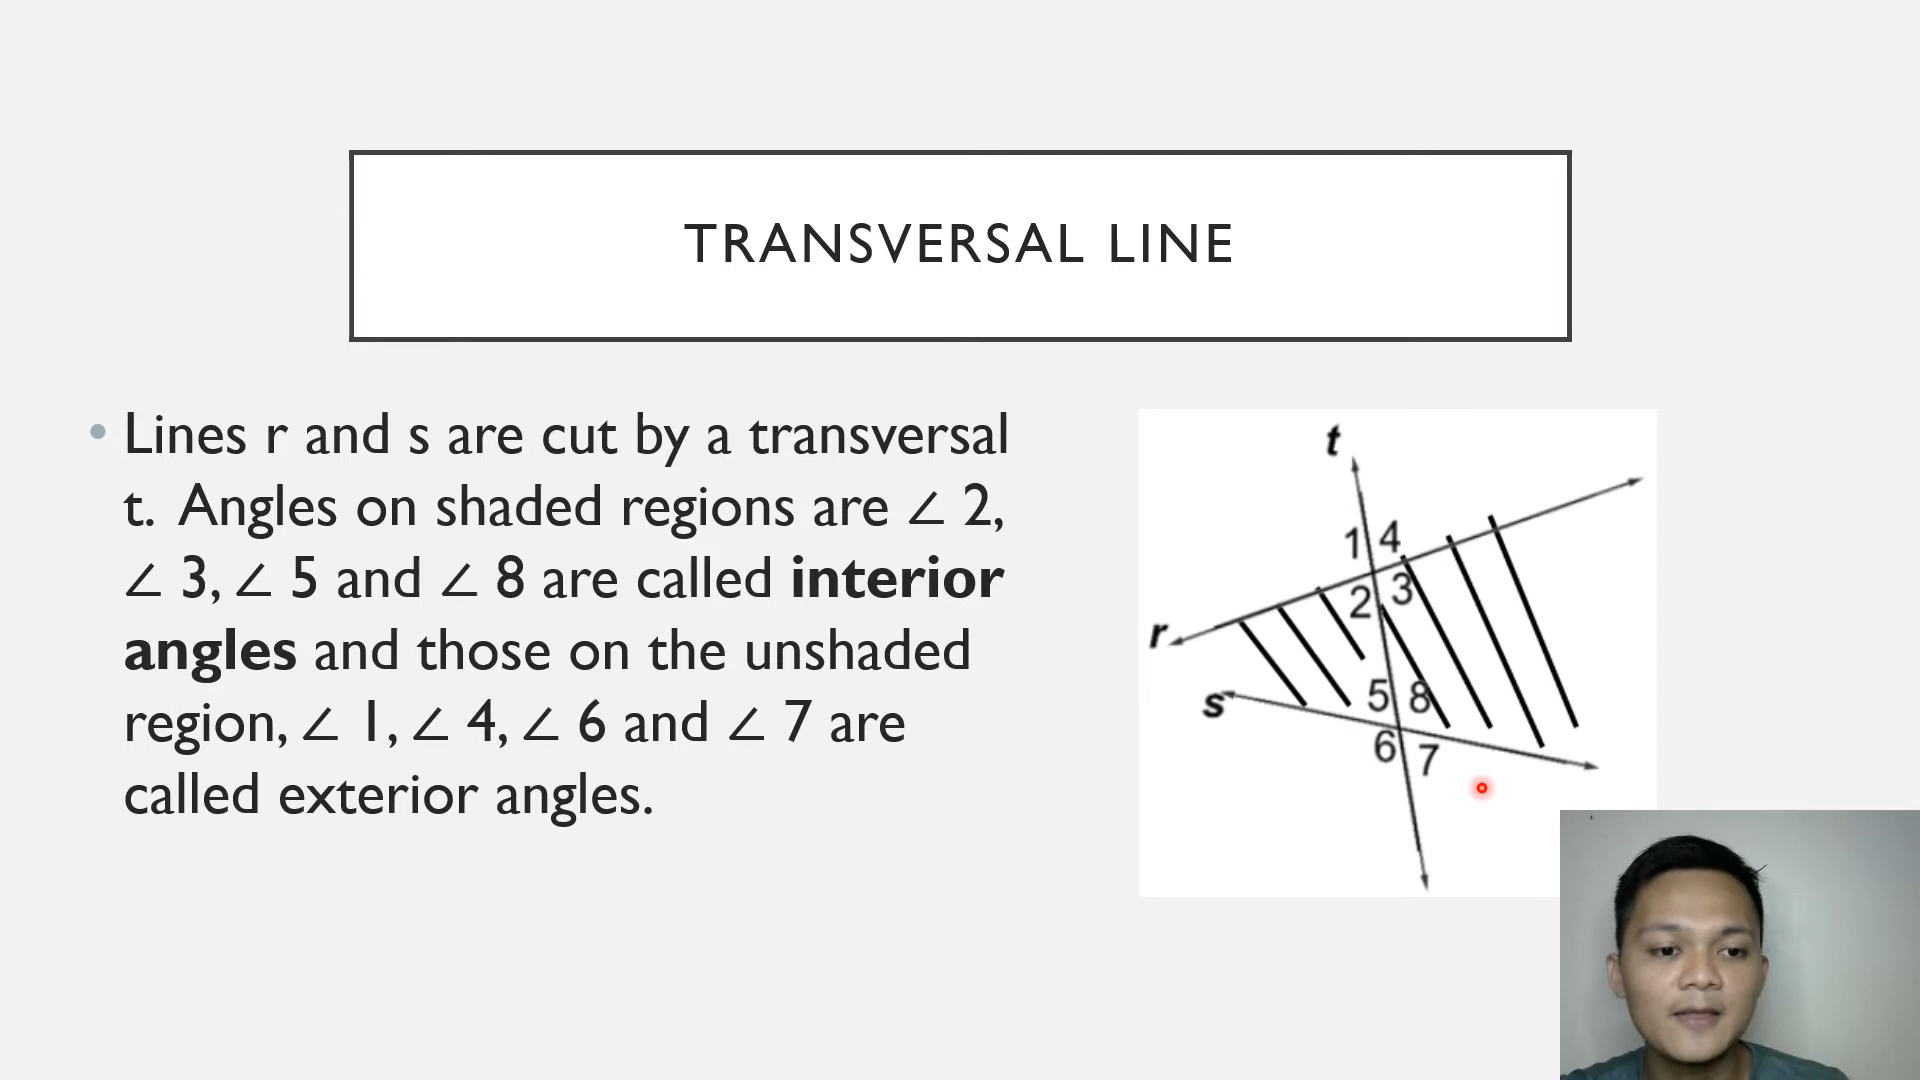 TRANSVERSAL LINE
• Lines r and s are cut by a transversal
t. Angles on shaded regions are ∠ 2,
∠ 3, ∠ 5 and ∠ 8 are called interior
angles and those on the unshaded
region, ∠ 1, ∠ 4, ∠ 6 and ∠ 7 are
called exterior angles.
t
1 4
2 3
r
5 8
s
6 7